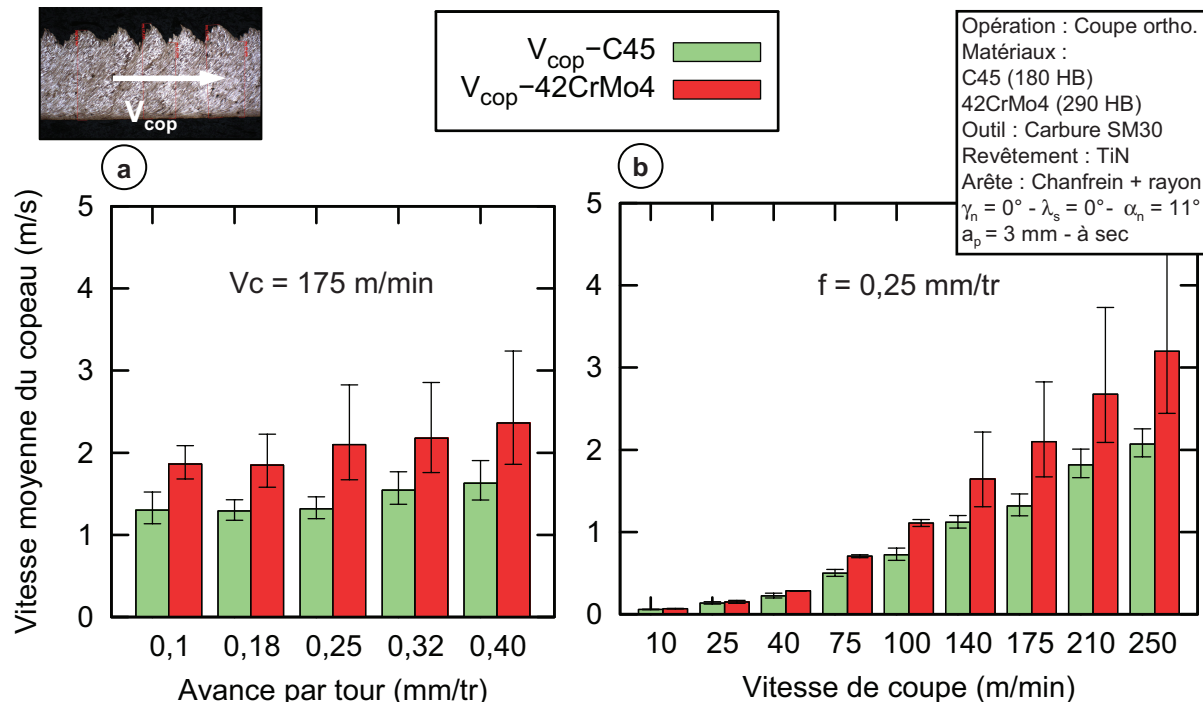 V_cop
V_cop−C45
V_cop−42CrMo4
Opération : Coupe ortho.
Matériaux :
C45 (180 HB)
42CrMo4 (290 HB)
Outil : Carbure SM30
Revêtement : TiN
Arête : Chanfrein + rayon
γ_n = 0° - λ_s = 0° - α_n = 11°
a_p = 3 mm - à sec
a
Vitesse moyenne du copeau (m/s)
5
4
3
2
1
0
Vc = 175 m/min
0,1 0,18 0,25 0,32 0,40
Avance par tour (mm/tr)
b
5
4
3
2
1
0
f = 0,25 mm/tr
10 25 40 75 100 140 175 210 250
Vitesse de coupe (m/min)